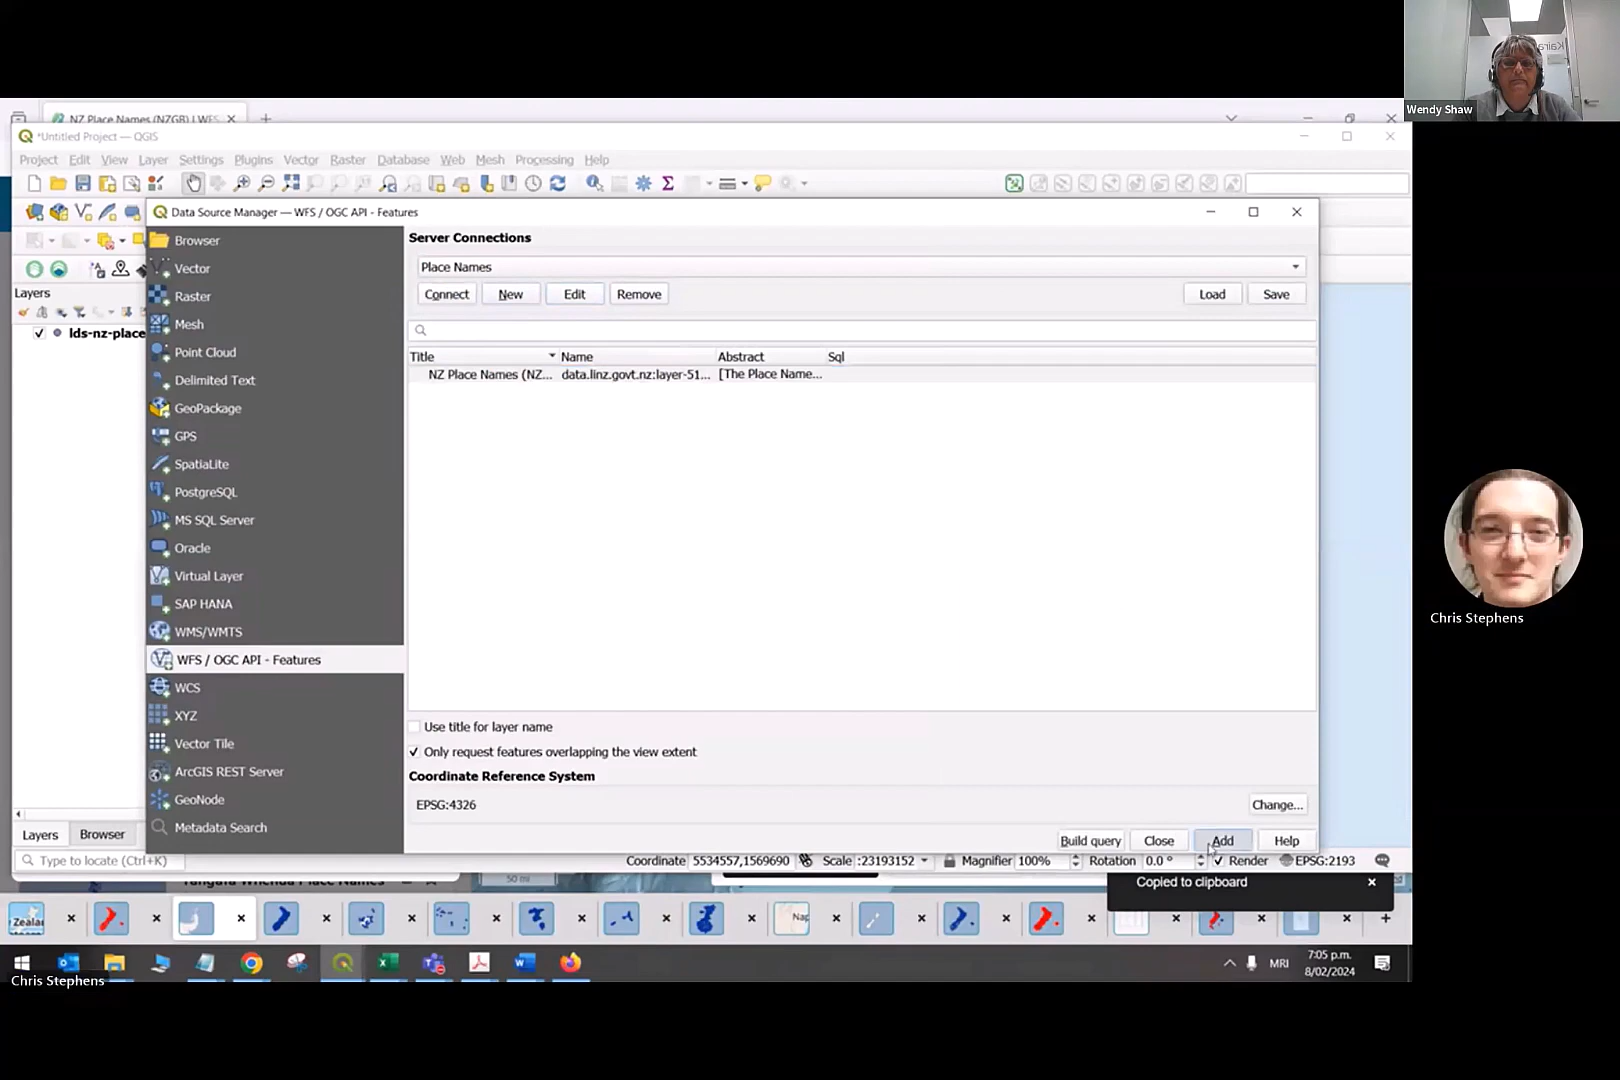 Wendy Shaw
NZ Place Names (NZGB) | WFS
*Untitled Project — QGIS
Project Edit View Layer Settings Plugins Vector Raster Database Web Mesh Processing Help
Data Source Manager — WFS / OGC API - Features
Browser
Vector
Raster
Mesh
Point Cloud
Delimited Text
GeoPackage
GPS
SpatiaLite
PostgreSQL
MS SQL Server
Oracle
Virtual Layer
SAP HANA
WMS/WMTS
WFS / OGC API - Features
WCS
XYZ
Vector Tile
ArcGIS REST Server
GeoNode
Metadata Search
Server Connections
Place Names
Connect New Edit Remove Load Save
Title Name Abstract Sql
NZ Place Names (NZ... data.linz.govt.nz:layer-51... [The Place Name...
Use title for layer name
Only request features overlapping the view extent
Coordinate Reference System
EPSG:4326 Change...
Build query Close Add Help
Layers
lds-nz-place
Layers Browser
Type to locate (Ctrl+K)
Coordinate 5534557,1569690 Scale :23193152 Magnifier 100% Rotation 0.0 ° Render EPSG:2193
Tangata Whenua Place Names
50 mi
Copied to clipboard
Zeala
Nap
MRI
7:05 p.m.
8/02/2024
Chris Stephens
Chris Stephens